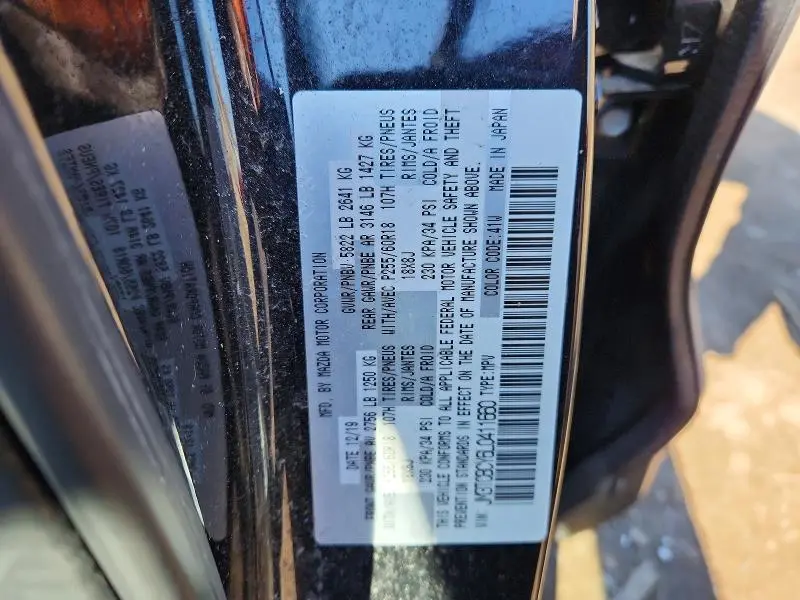 MFD. BY MAZDA MOTOR CORPORATION
DATE 12/19 GVWR/PNBV 5822 LB 2641 KG
FRONT GAWR/PNBE AV 2756 LB 1250 KG REAR GAWR/PNBE AR 3146 LB 1427 KG
107H TIRES/PNEUS WITH/AVEC P255/60R18 107H TIRES/PNEUS
RIMS/JANTES 18X8J RIMS/JANTES
230 KPA/34 PSI COLD/A FROID 230 KPA/34 PSI COLD/A FROID
THIS VEHICLE CONFORMS TO ALL APPLICABLE FEDERAL MOTOR VEHICLE SAFETY AND THEFT
PREVENTION STANDARDS IN EFFECT ON THE DATE OF MANUFACTURE SHOWN ABOVE.
VIN: TYPE:MPV COLOR CODE:41W MADE IN JAPAN